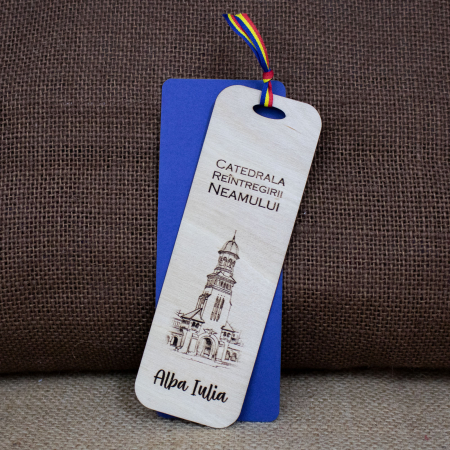 CATEDRALA
REÎNTREGIRII
NEAMULUI
Alba Iulia